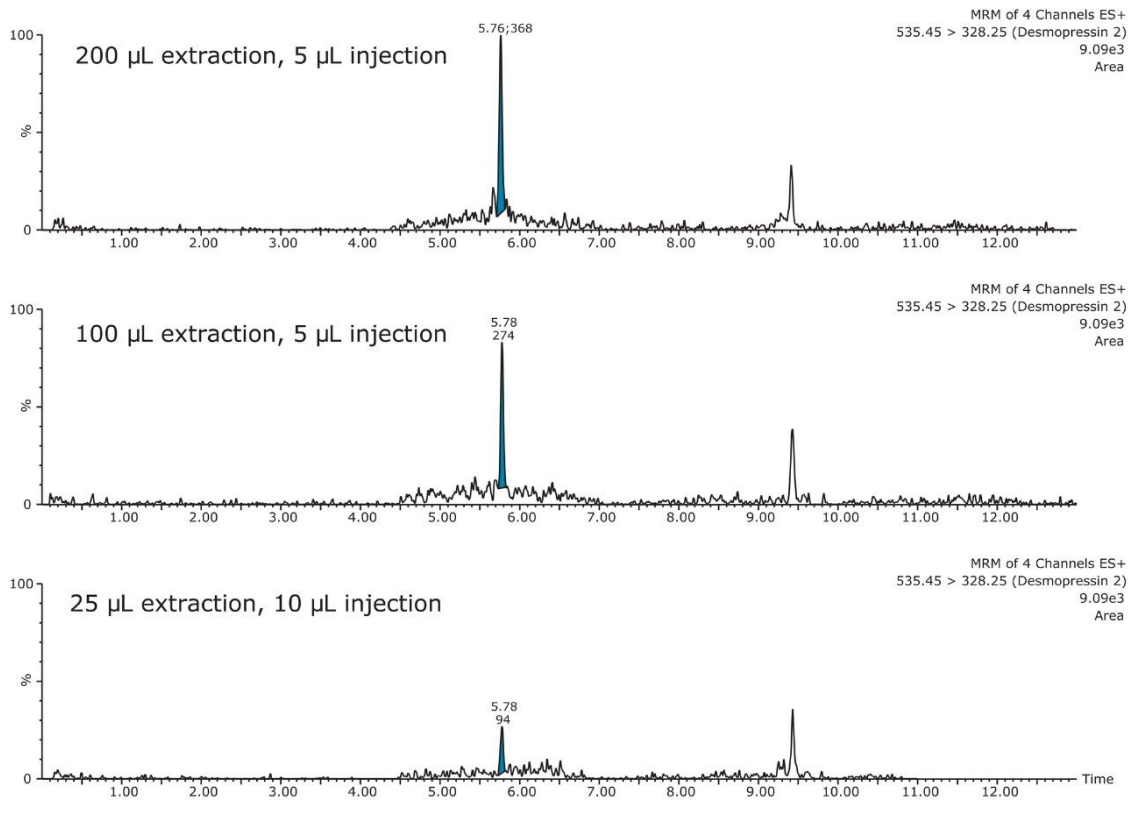 MRM of 4 Channels ES+
535.45 > 328.25 (Desmopressin 2)
9.09e3
Area
200 µL extraction, 5 µL injection
5.76;368
100
%
0
1.00 2.00 3.00 4.00 5.00 6.00 7.00 8.00 9.00 10.00 11.00 12.00
MRM of 4 Channels ES+
535.45 > 328.25 (Desmopressin 2)
9.09e3
Area
100 µL extraction, 5 µL injection
5.78
274
100
%
0
1.00 2.00 3.00 4.00 5.00 6.00 7.00 8.00 9.00 10.00 11.00 12.00
MRM of 4 Channels ES+
535.45 > 328.25 (Desmopressin 2)
9.09e3
Area
25 µL extraction, 10 µL injection
5.78
94
100
%
0
Time
1.00 2.00 3.00 4.00 5.00 6.00 7.00 8.00 9.00 10.00 11.00 12.00